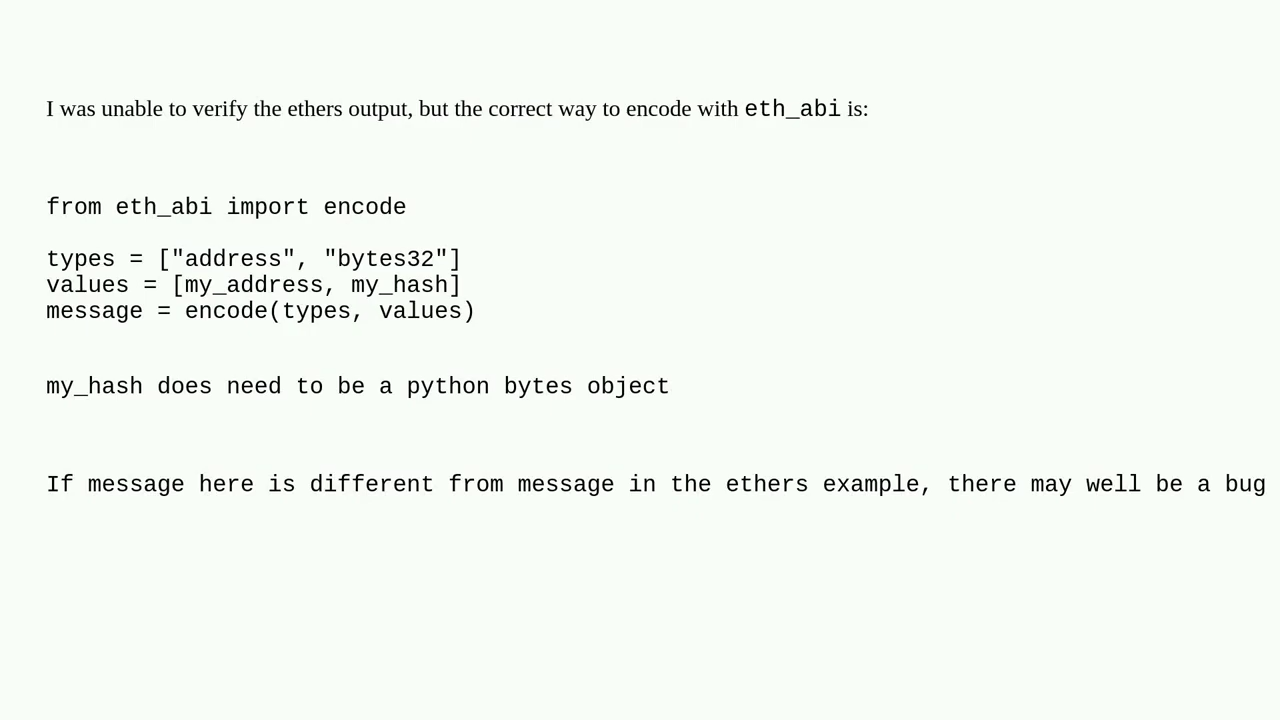 I was unable to verify the ethers output, but the correct way to encode with eth_abi is:
from eth_abi import encode
types = ["address", "bytes32"]
values = [my_address, my_hash]
message = encode(types, values)
my_hash does need to be a python bytes object
If message here is different from message in the ethers example, there may well be a bug